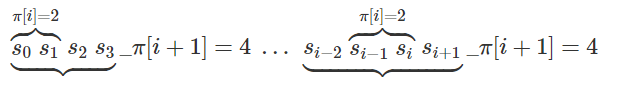 π[i]=2 π[i]=2
s₀ s₁ s₂ s₃ _π[i + 1] = 4 … sᵢ₋₂ sᵢ₋₁ sᵢ sᵢ₊₁ _π[i + 1] = 4